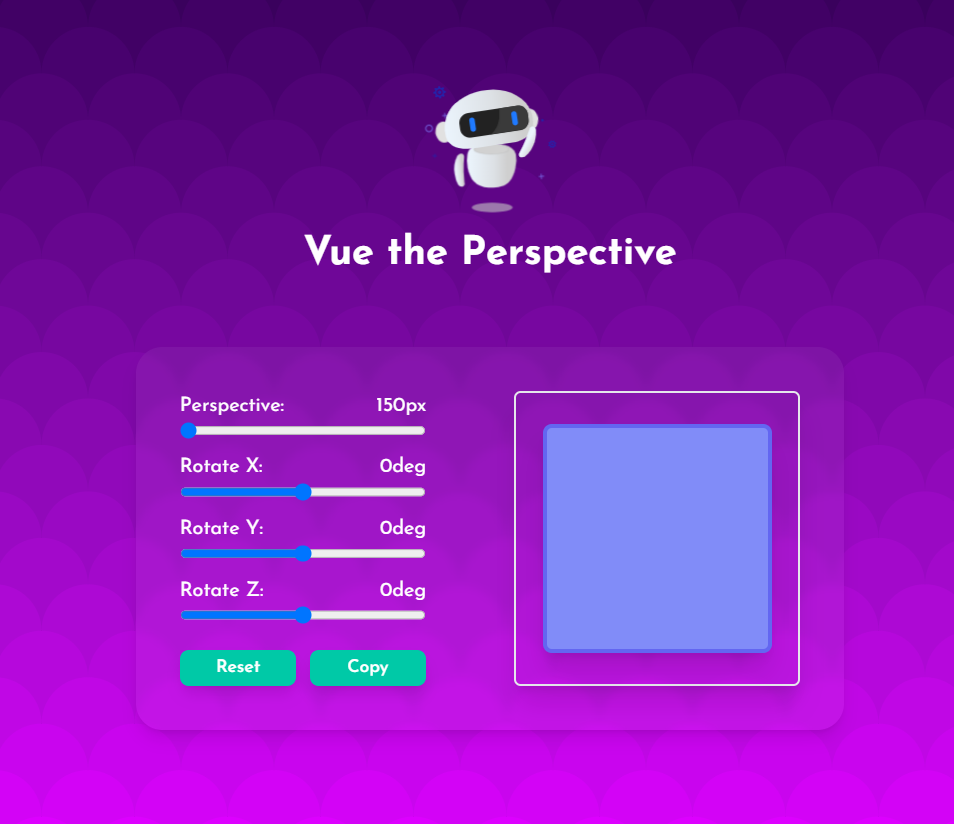 Vue the Perspective
Perspective: 150px
Rotate X: 0deg
Rotate Y: 0deg
Rotate Z: 0deg
Reset Copy